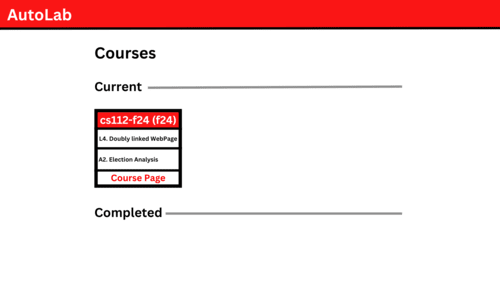 AutoLab
Courses
Current
cs112-f24 (f24)
L4. Doubly linked WebPage
A2. Election Analysis
Course Page
Completed